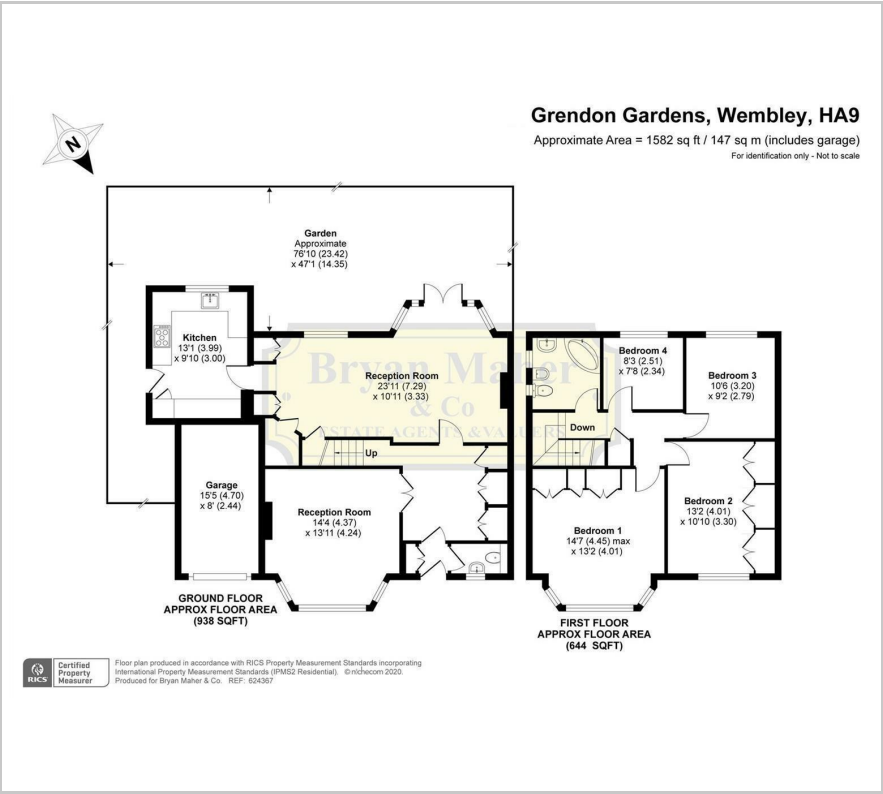 Grendon Gardens, Wembley, HA9
Approximate Area = 1582 sq ft / 147 sq m (includes garage)
For identification only - Not to scale
N
Garden
Approximate
76'10 (23.42)
x 47'1 (14.35)
Kitchen
13'1 (3.99)
x 9'10 (3.00)
Reception Room
23'11 (7.29)
x 10'11 (3.33)
Bryan Maher
& Co
ESTATE AGENTS & VALUERS
Up
Garage
15'5 (4.70)
x 8' (2.44)
Reception Room
14'4 (4.37)
x 13'11 (4.24)
GROUND FLOOR
APPROX FLOOR AREA
(938 SQFT)
Bedroom 4
8'3 (2.51)
x 7'8 (2.34)
Bedroom 3
10'6 (3.20)
x 9'2 (2.79)
Down
Bedroom 2
13'2 (4.01)
x 10'10 (3.30)
Bedroom 1
14'7 (4.45) max
x 13'2 (4.01)
FIRST FLOOR
APPROX FLOOR AREA
(644 SQFT)
RICS
Certified
Property
Measurer
Floor plan produced in accordance with RICS Property Measurement Standards incorporating
International Property Measurement Standards (IPMS2 Residential). © nichecom 2020.
Produced for Bryan Maher & Co. REF: 624367